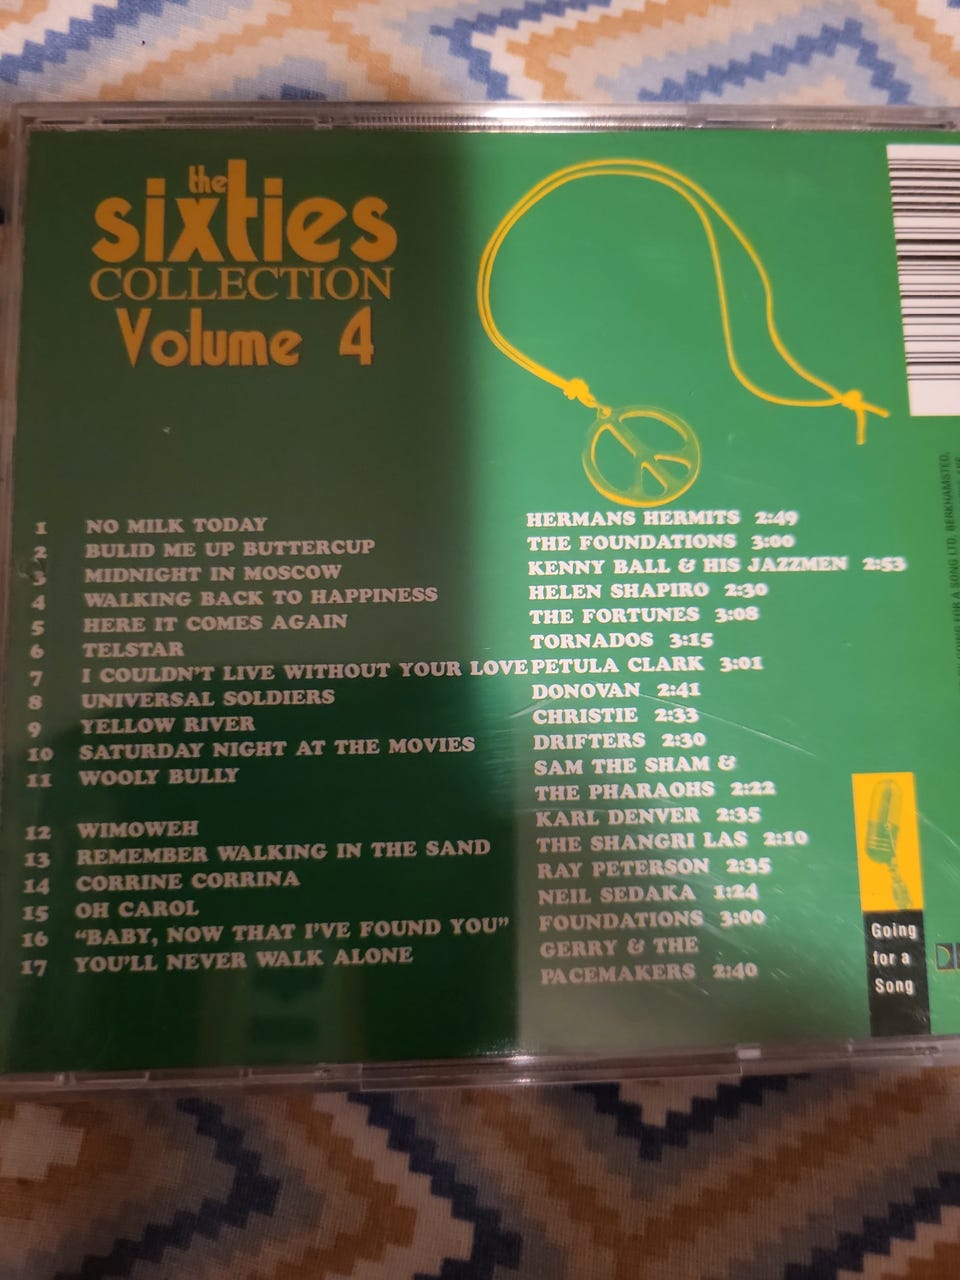 the
sixties
COLLECTION
Volume 4
1 NO MILK TODAY HERMANS HERMITS 2:49
2 BULID ME UP BUTTERCUP THE FOUNDATIONS 3:00
3 MIDNIGHT IN MOSCOW KENNY BALL & HIS JAZZMEN 2:53
4 WALKING BACK TO HAPPINESS HELEN SHAPIRO 2:30
5 HERE IT COMES AGAIN THE FORTUNES 3:08
6 TELSTAR TORNADOS 3:15
7 I COULDN'T LIVE WITHOUT YOUR LOVE PETULA CLARK 3:01
8 UNIVERSAL SOLDIERS DONOVAN 2:41
9 YELLOW RIVER CHRISTIE 2:33
10 SATURDAY NIGHT AT THE MOVIES DRIFTERS 2:30
11 WOOLY BULLY SAM THE SHAM &
THE PHARAOHS 2:22
12 WIMOWEH KARL DENVER 2:35
13 REMEMBER WALKING IN THE SAND THE SHANGRI LAS 2:10
14 CORRINE CORRINA RAY PETERSON 2:35
15 OH CAROL NEIL SEDAKA 1:24
16 "BABY, NOW THAT I'VE FOUND YOU" FOUNDATIONS 3:00
17 YOU'LL NEVER WALK ALONE GERRY & THE
PACEMAKERS 2:40
Going
for a
Song
FOR A SONG LTD. BERKHAMSTED,